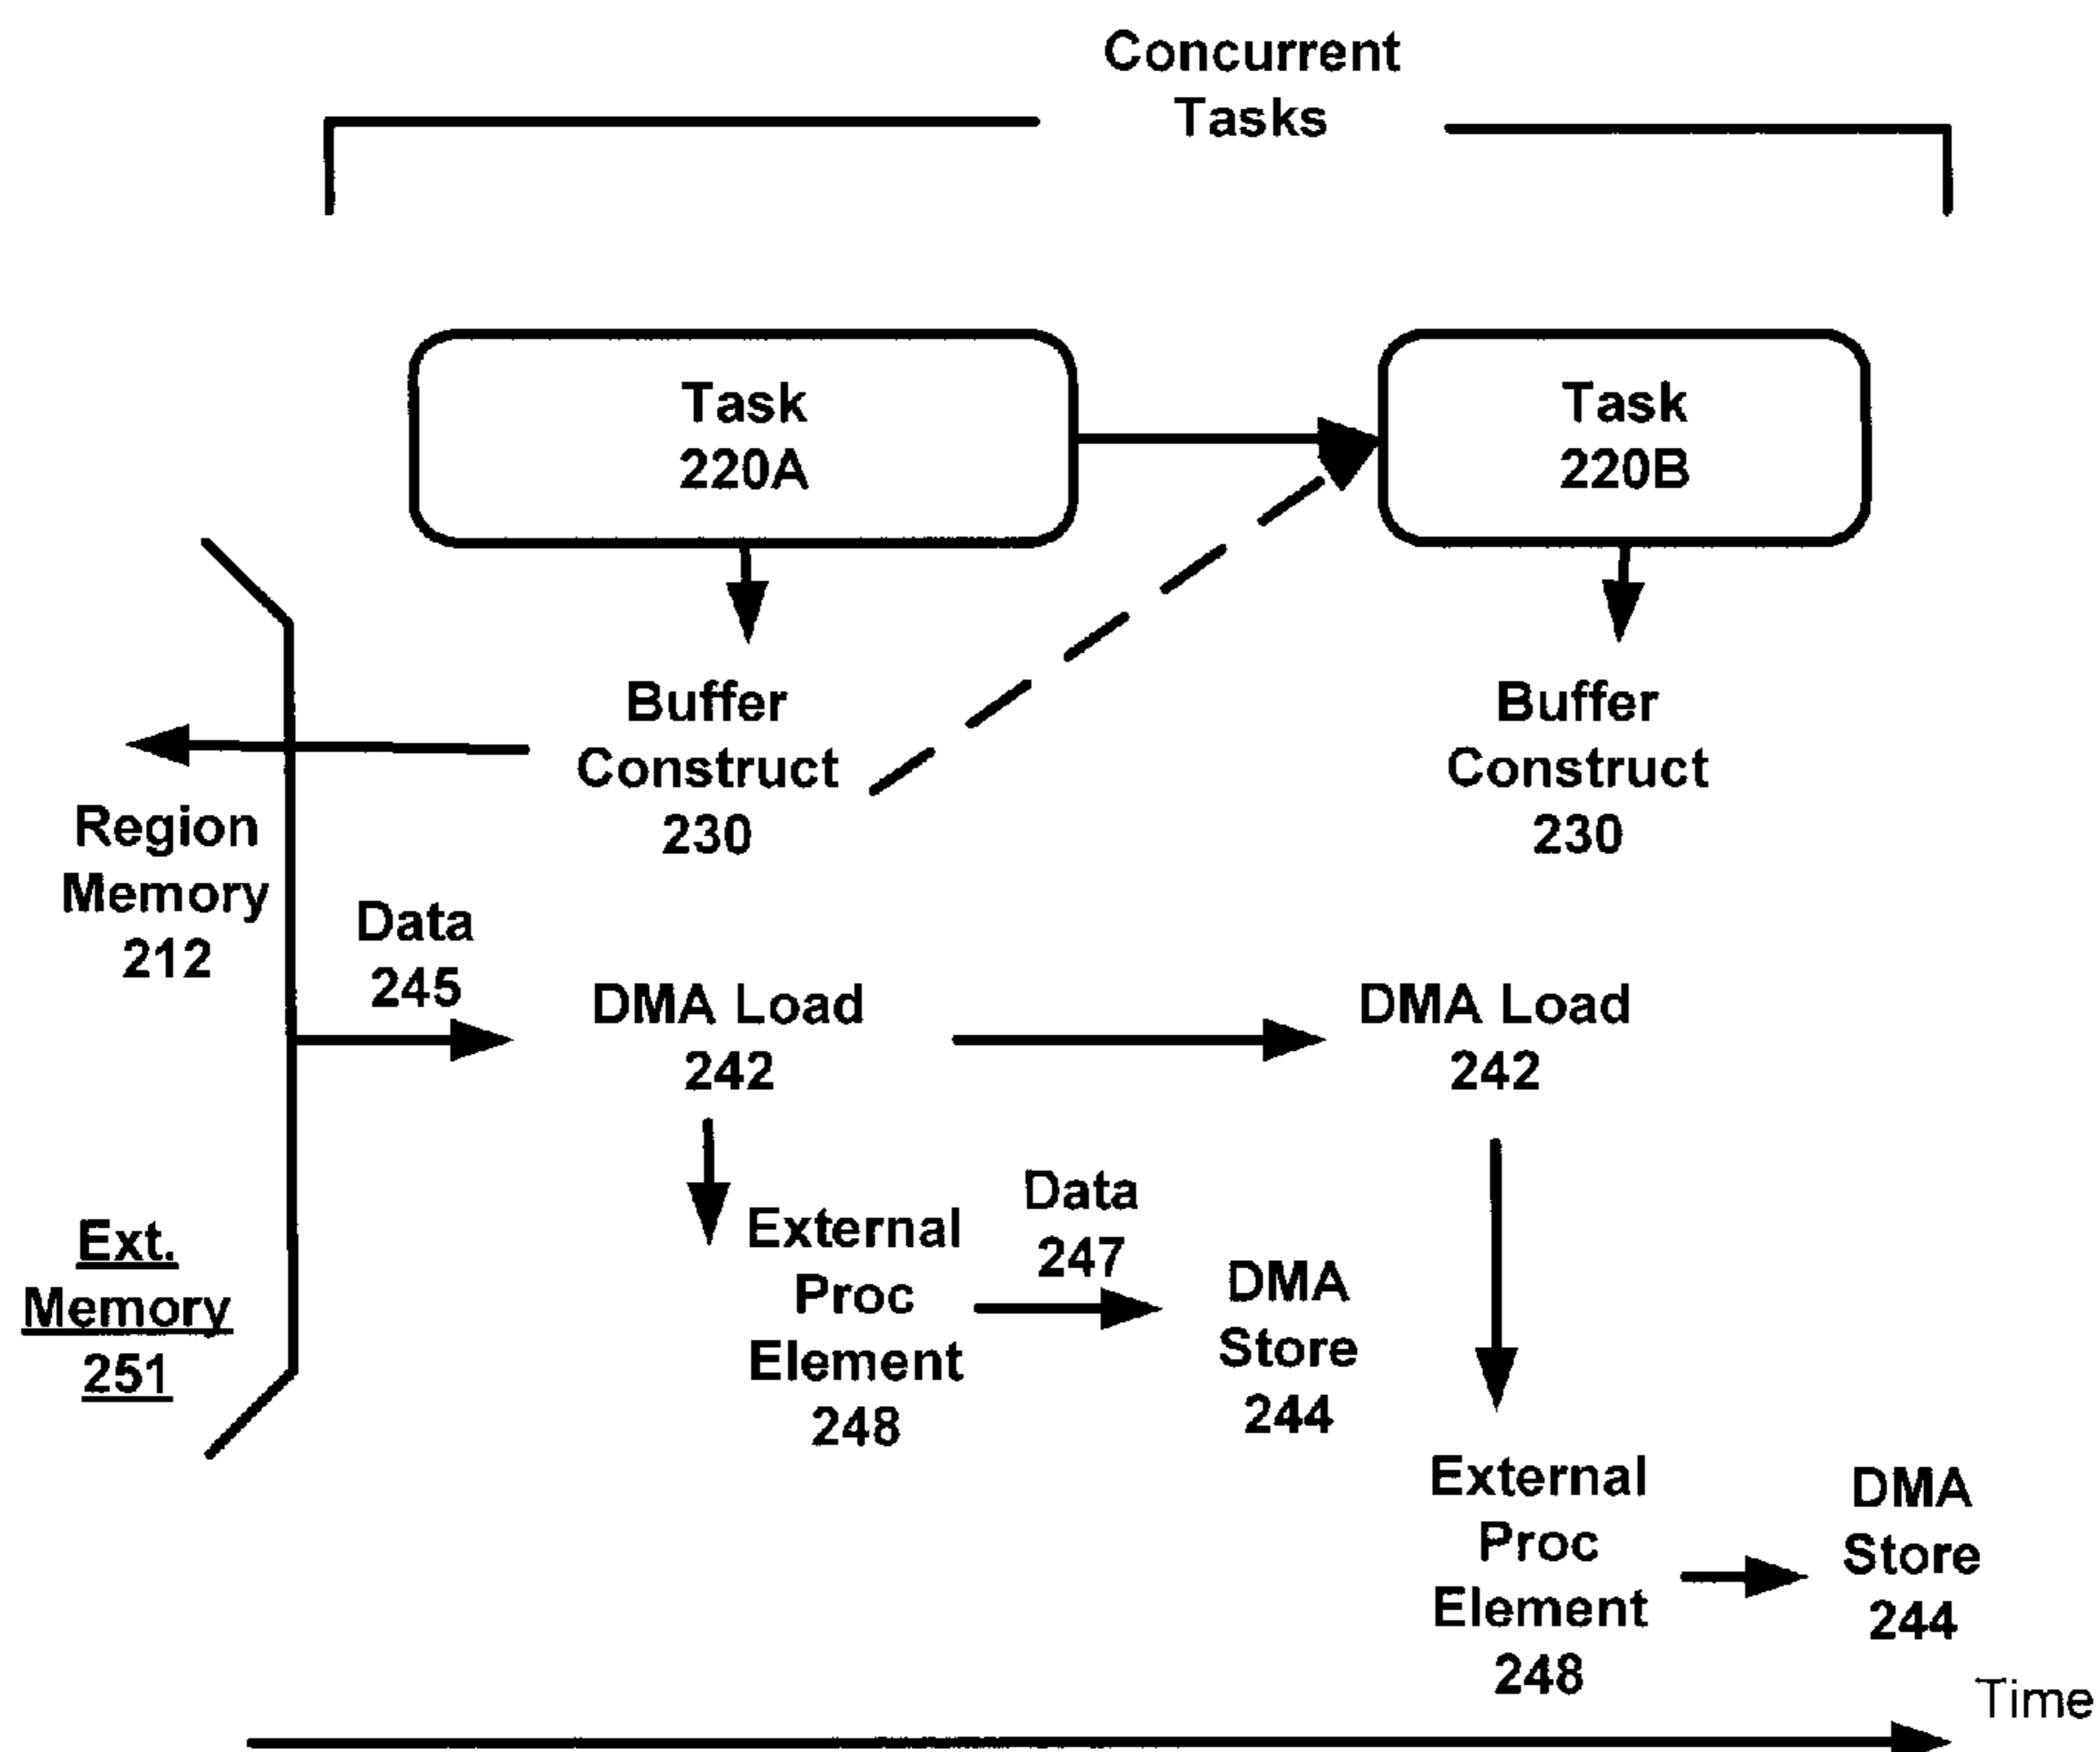 Concurrent
Tasks
Task
220A
Task
220B
Buffer
Construct
230
Buffer
Construct
230
Region
Memory
212
Data
245
DMA Load
242
DMA Load
242
Ext.
Memory
251
External
Proc
Element
248
Data
247
DMA
Store
244
External
Proc
Element
248
DMA
Store
244
Time